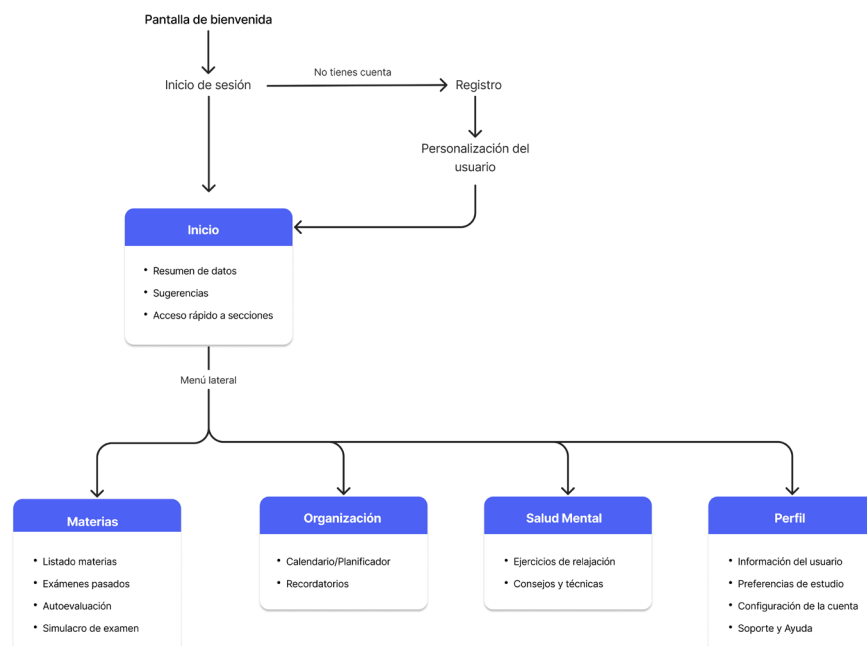 Pantalla de bienvenida
Inicio de sesión
No tienes cuenta
Registro
Personalización del
usuario
Inicio
• Resumen de datos
• Sugerencias
• Acceso rápido a secciones
Menú lateral
Materias
• Listado materias
• Exámenes pasados
• Autoevaluación
• Simulacro de examen
Organización
• Calendario/Planificador
• Recordatorios
Salud Mental
• Ejercicios de relajación
• Consejos y técnicas
Perfil
• Información del usuario
• Preferencias de estudio
• Configuración de la cuenta
• Soporte y Ayuda